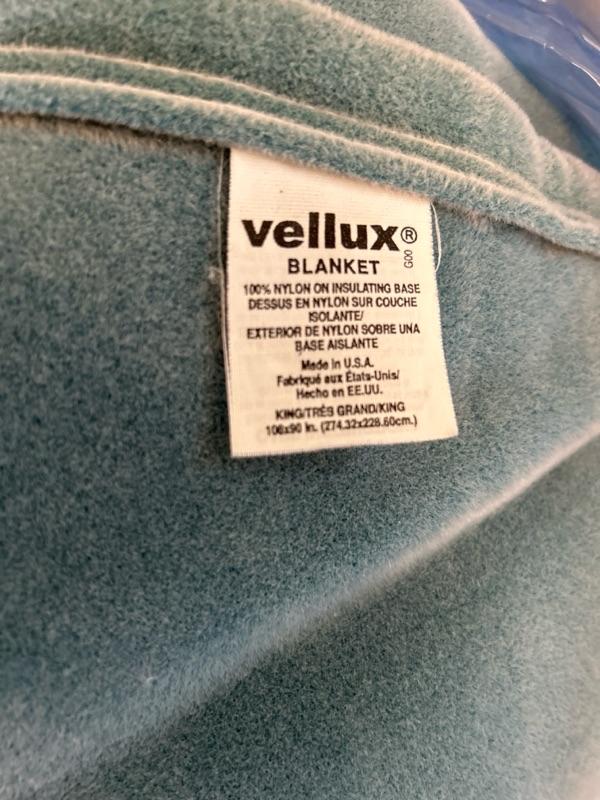 vellux®
G00
BLANKET
100% NYLON ON INSULATING BASE
DESSUS EN NYLON SUR COUCHE
ISOLANTE/
EXTERIOR DE NYLON SOBRE UNA
BASE AISLANTE
Made in U.S.A.
Fabriqué aux États-Unis/
Hecho en EE.UU.
KING/TRÈS GRAND/KING
108x90 in. (274.32x228.60cm.)